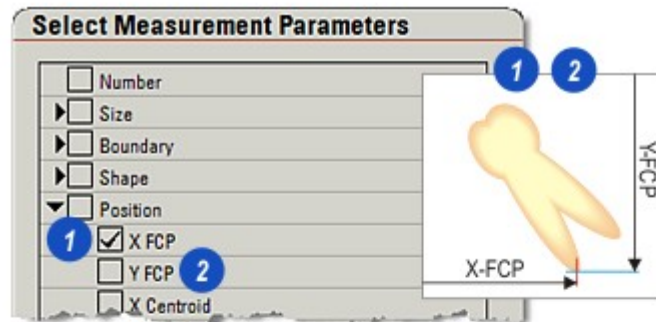 Select Measurement Parameters
Number
Size
Boundary
Shape
Position
1 X FCP
Y FCP 2
X Centroid
1 2
Y-FCP
X-FCP